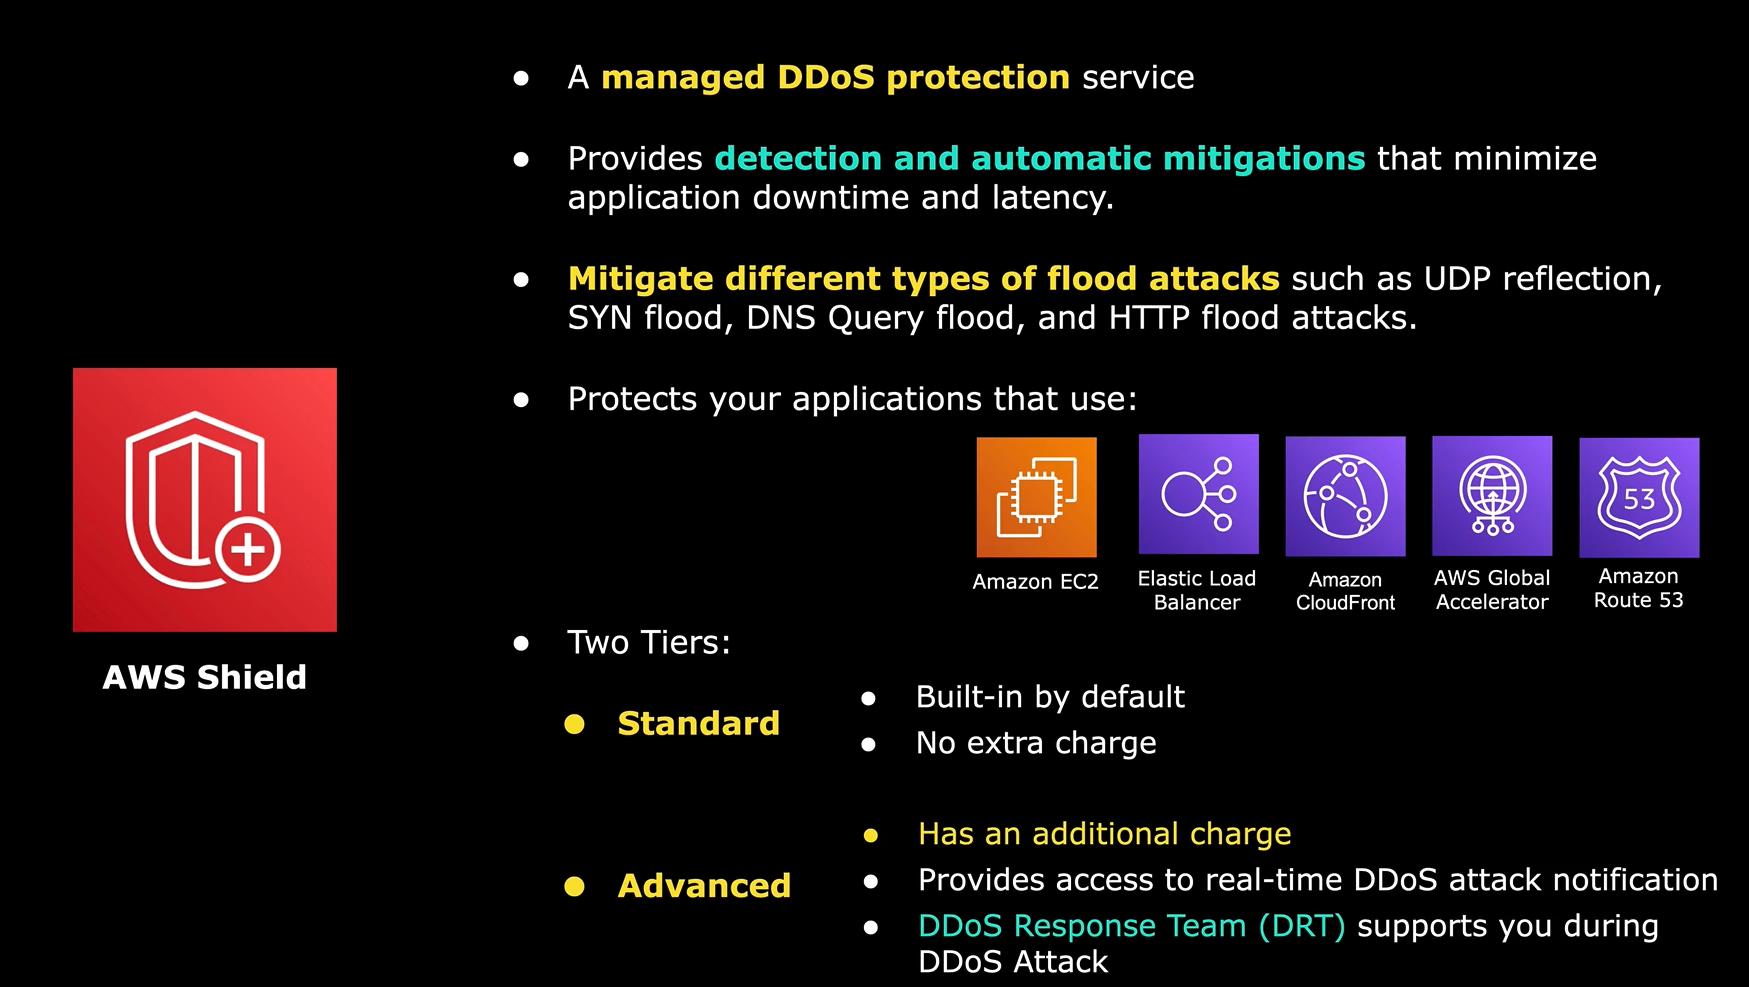 ● A managed DDoS protection service
● Provides detection and automatic mitigations that minimize
application downtime and latency.
● Mitigate different types of flood attacks such as UDP reflection,
SYN flood, DNS Query flood, and HTTP flood attacks.
● Protects your applications that use:
53
Amazon EC2
Elastic Load
Balancer
Amazon
CloudFront
AWS Global
Accelerator
Amazon
Route 53
AWS Shield
● Two Tiers:
● Standard
● Built-in by default
● No extra charge
● Advanced
● Has an additional charge
● Provides access to real-time DDoS attack notification
● DDoS Response Team (DRT) supports you during
DDoS Attack